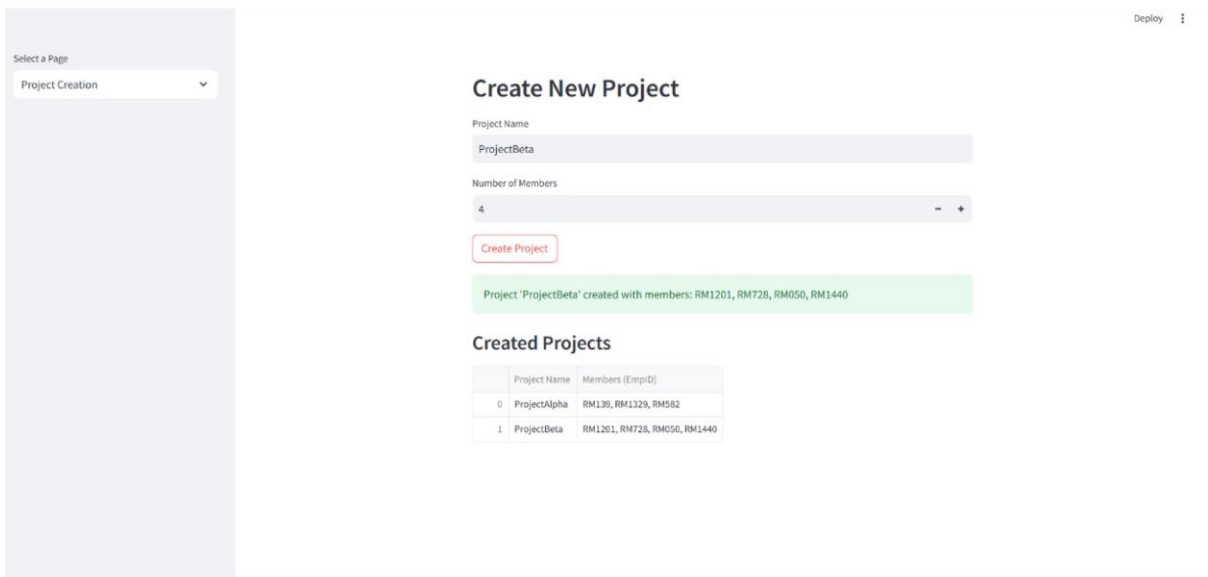 Deploy
Select a Page
Project Creation
Create New Project
Project Name
ProjectBeta
Number of Members
4
Create Project
Project 'ProjectBeta' created with members: RM1201, RM728, RM050, RM1440
Created Projects
Project Name Members (EmpID)
0 ProjectAlpha RM139, RM1329, RM582
1 ProjectBeta RM1201, RM728, RM050, RM1440